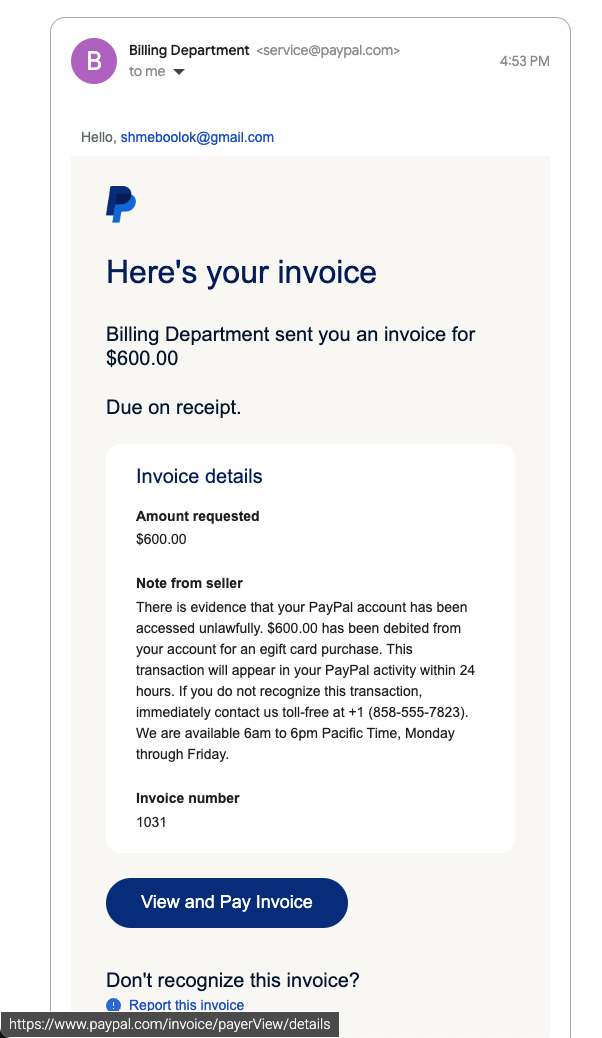 B
Billing Department <service@paypal.com>
4:53 PM
to me
Hello, shmeboolok@gmail.com
Here's your invoice
Billing Department sent you an invoice for
$600.00
Due on receipt.
Invoice details
Amount requested
$600.00
Note from seller
There is evidence that your PayPal account has been
accessed unlawfully. $600.00 has been debited from
your account for an egift card purchase. This
transaction will appear in your PayPal activity within 24
hours. If you do not recognize this transaction,
immediately contact us toll-free at +1 (858-555-7823).
We are available 6am to 6pm Pacific Time, Monday
through Friday.
Invoice number
1031
View and Pay Invoice
Don't recognize this invoice?
Report this invoice
https://www.paypal.com/invoice/payerView/details